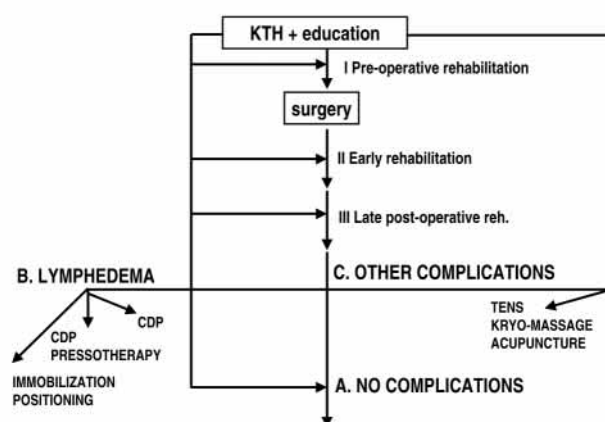 KTH + education
I Pre-operative rehabilitation
surgery
II Early rehabilitation
III Late post-operative reh.
B. LYMPHEDEMA
C. OTHER COMPLICATIONS
CDP
CDP
PRESSOTHERAPY
TENS
KRYO-MASSAGE
ACUPUNCTURE
IMMOBILIZATION
POSITIONING
A. NO COMPLICATIONS